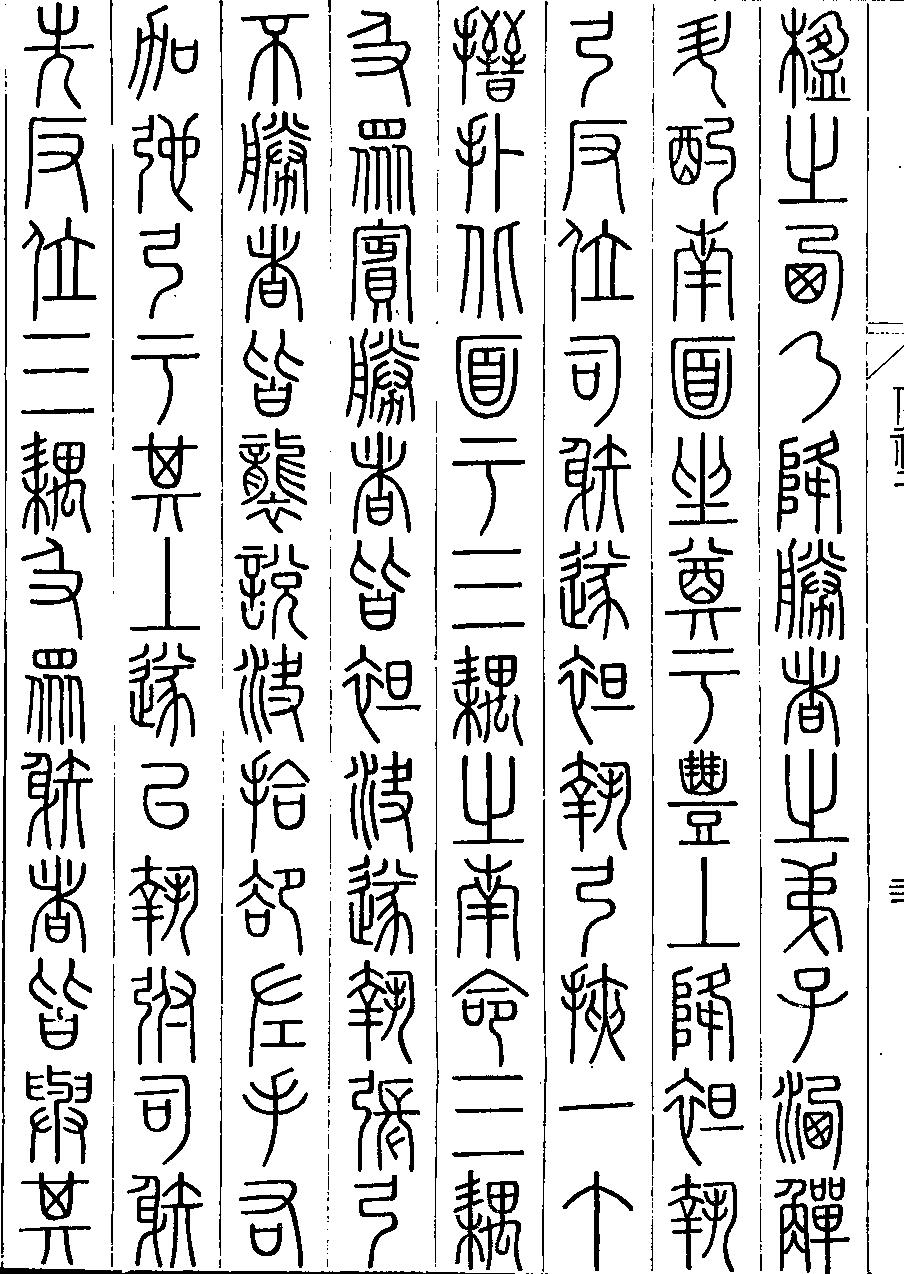 楹之西乃降勝者之弟子洒觶
升酌南面坐奠于豐上降袒執
弓反位司射遂袒執弓挾一个
搢扑北面于三耦之南命三耦
及眾賓勝者皆袒決遂執張弓
不勝者皆襲說決拾卻左手右
加弛弓于其上遂以執弣司射
先反位三耦及眾射者皆與其